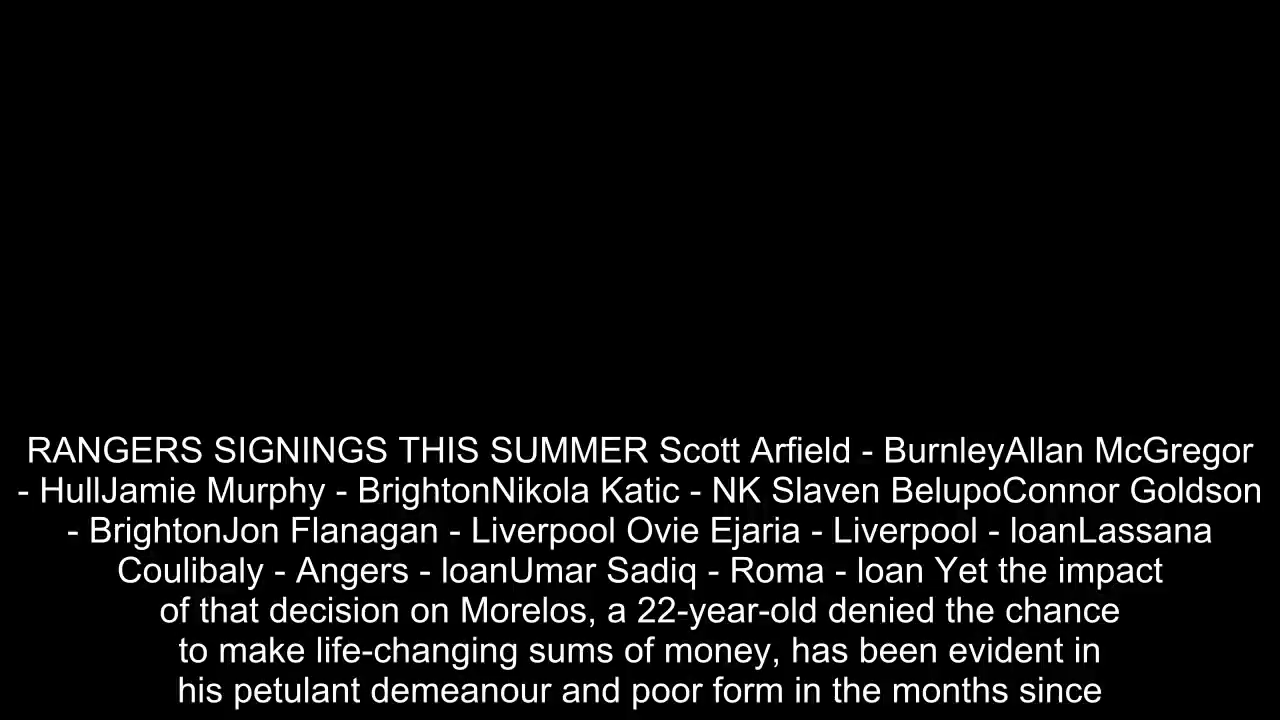 RANGERS SIGNINGS THIS SUMMER Scott Arfield - BurnleyAllan McGregor
- HullJamie Murphy - BrightonNikola Katic - NK Slaven BelupoConnor Goldson
- BrightonJon Flanagan - Liverpool Ovie Ejaria - Liverpool - loanLassana
Coulibaly - Angers - loanUmar Sadiq - Roma - loan Yet the impact
of that decision on Morelos, a 22-year-old denied the chance
to make life-changing sums of money, has been evident in
his petulant demeanour and poor form in the months since